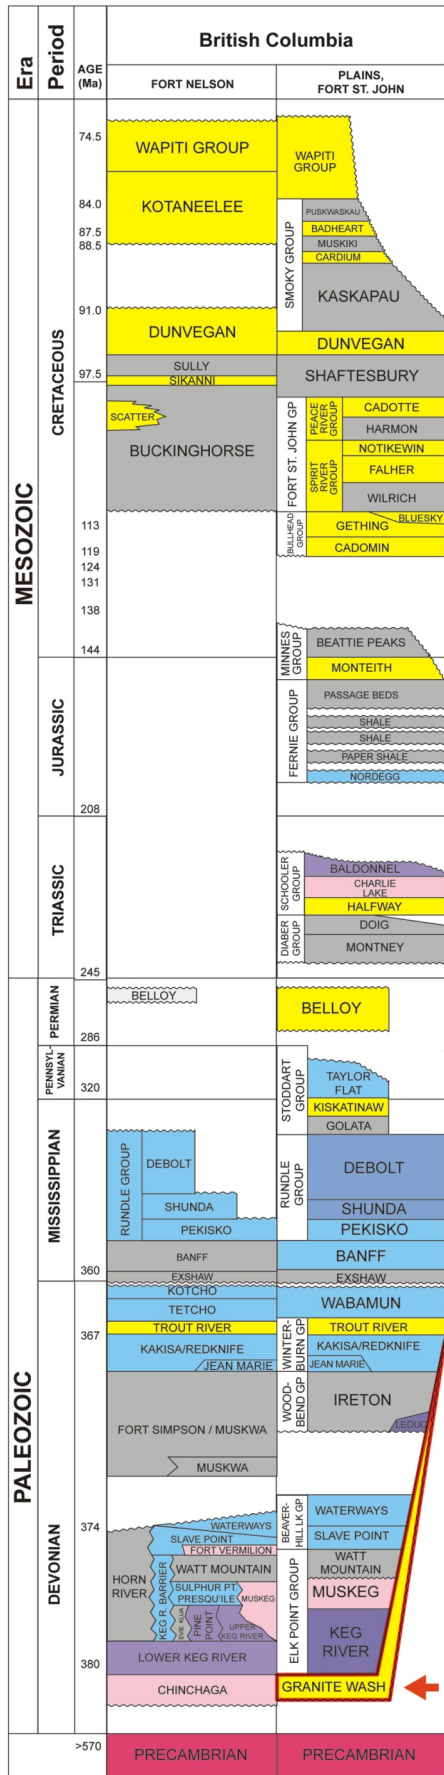 British Columbia
Era
Period
AGE
(Ma)
FORT NELSON
PLAINS,
FORT ST. JOHN
MESOZOIC
PALEOZOIC
CRETACEOUS
JURASSIC
TRIASSIC
PERMIAN
PENNSYL-
VANIAN
MISSISSIPPIAN
DEVONIAN
74.5
84.0
87.5
88.5
91.0
97.5
113
119
124
131
138
144
208
245
286
320
360
367
374
380
>570
WAPITI GROUP
KOTANEELEE
DUNVEGAN
SULLY
SIKANNI
SCATTER
BUCKINGHORSE
BELLOY
RUNDLE GROUP
DEBOLT
SHUNDA
PEKISKO
BANFF
EXSHAW
KOTCHO
TETCHO
TROUT RIVER
KAKISA/REDKNIFE
JEAN MARIE
FORT SIMPSON / MUSKWA
MUSKWA
WATERWAYS
SLAVE POINT
FORT VERMILION
HORN
RIVER
KEG R. BARRIER
WATT MOUNTAIN
SULPHUR PT.
PRESQU'ILE
MUSKEG
EVIE
KLUA
PINE
POINT
UPPER
KEG RIVER
LOWER KEG RIVER
CHINCHAGA
PRECAMBRIAN
WAPITI
GROUP
SMOKY GROUP
PUSKWASKAU
BADHEART
MUSKIKI
CARDIUM
KASKAPAU
DUNVEGAN
SHAFTESBURY
FORT ST. JOHN GP
PEACE
RIVER
GROUP
CADOTTE
HARMON
SPIRIT
RIVER
GROUP
NOTIKEWIN
FALHER
WILRICH
BULLHEAD
GROUP
BLUESKY
GETHING
CADOMIN
MINNES
GROUP
BEATTIE PEAKS
MONTEITH
FERNIE GROUP
PASSAGE BEDS
SHALE
SHALE
PAPER SHALE
NORDEGG
SCHOOLER
GROUP
BALDONNEL
CHARLIE
LAKE
HALFWAY
DIABER
GROUP
DOIG
MONTNEY
BELLOY
STODDART
GROUP
TAYLOR
FLAT
KISKATINAW
GOLATA
RUNDLE
GROUP
DEBOLT
SHUNDA
PEKISKO
BANFF
EXSHAW
WABAMUN
WINTER-
BURN GP
TROUT RIVER
KAKISA/REDKNIFE
JEAN MARIE
WOOD-
BEND GP
IRETON
LEDUC
BEAVER-
HILL LK GP
WATERWAYS
SLAVE POINT
ELK POINT GROUP
WATT
MOUNTAIN
MUSKEG
KEG
RIVER
GRANITE WASH
PRECAMBRIAN